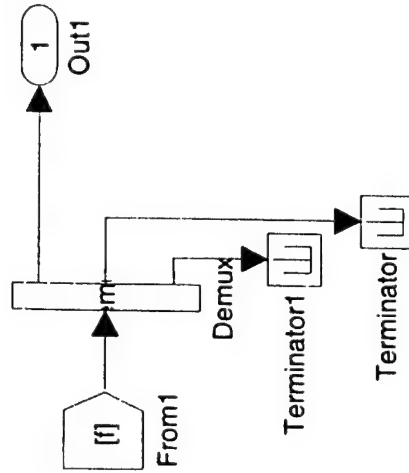 1
Out1
m
[f]
From1
Demux
Terminator1
Terminator